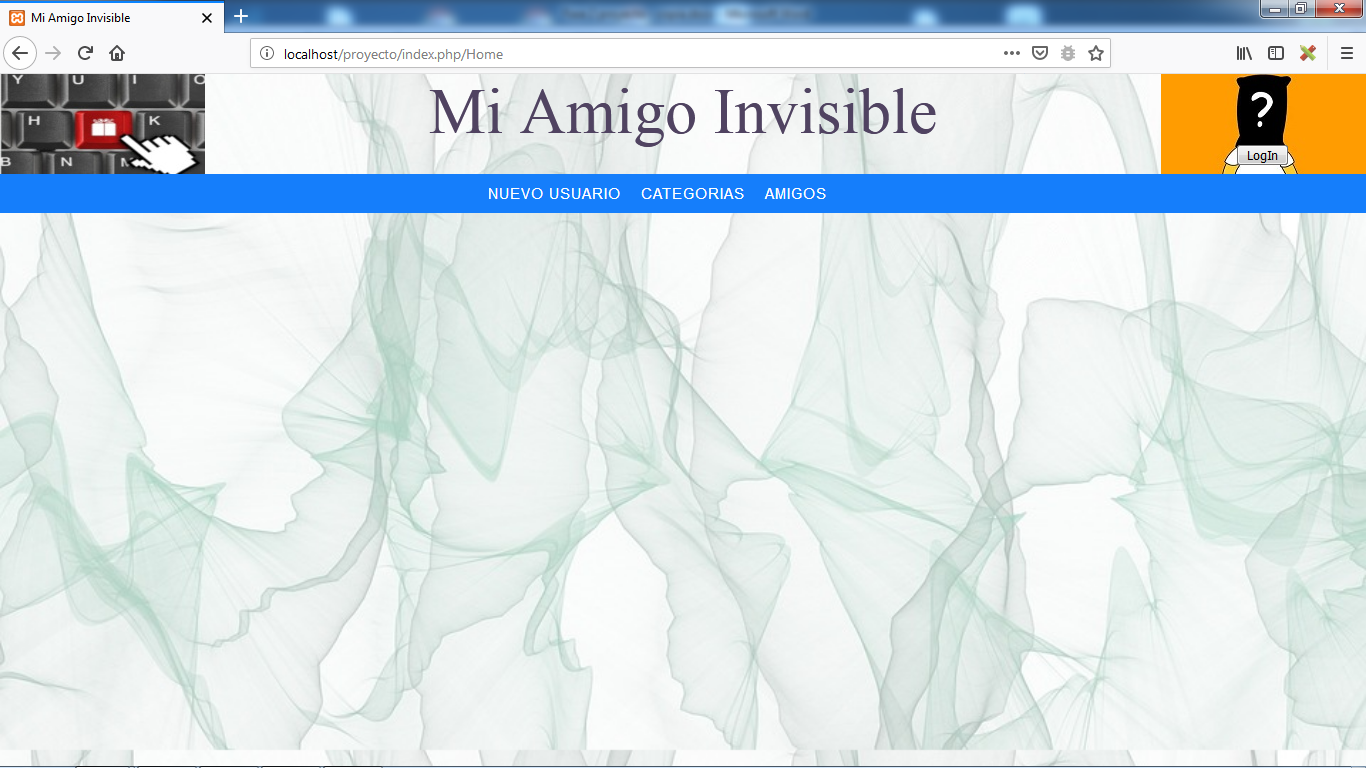 Mi Amigo Invisible
localhost/proyecto/index.php/Home
Y U I O
H K
B N M
Mi Amigo Invisible
?
LogIn
NUEVO USUARIO CATEGORIAS AMIGOS